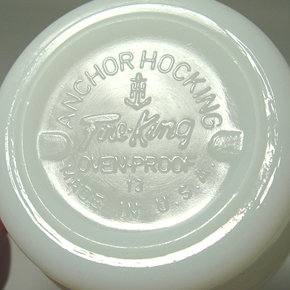 ANCHOR HOCKING
Fire-King
OVEN-PROOF
13
MADE IN U.S.A.